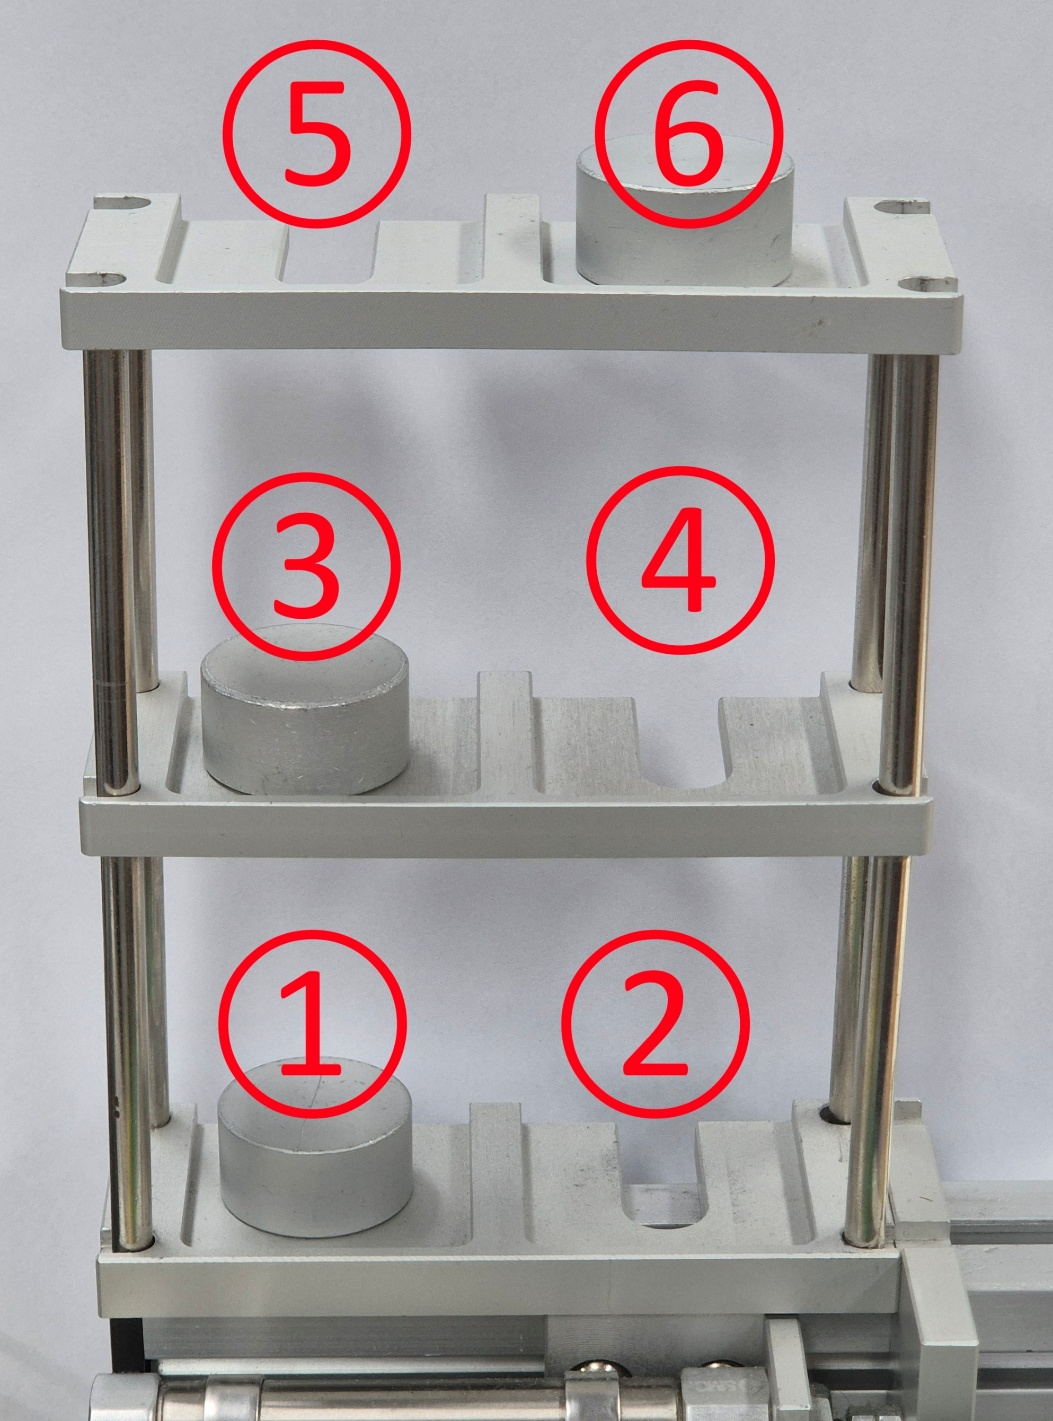 ⑤ ⑥
③ ④
① ②